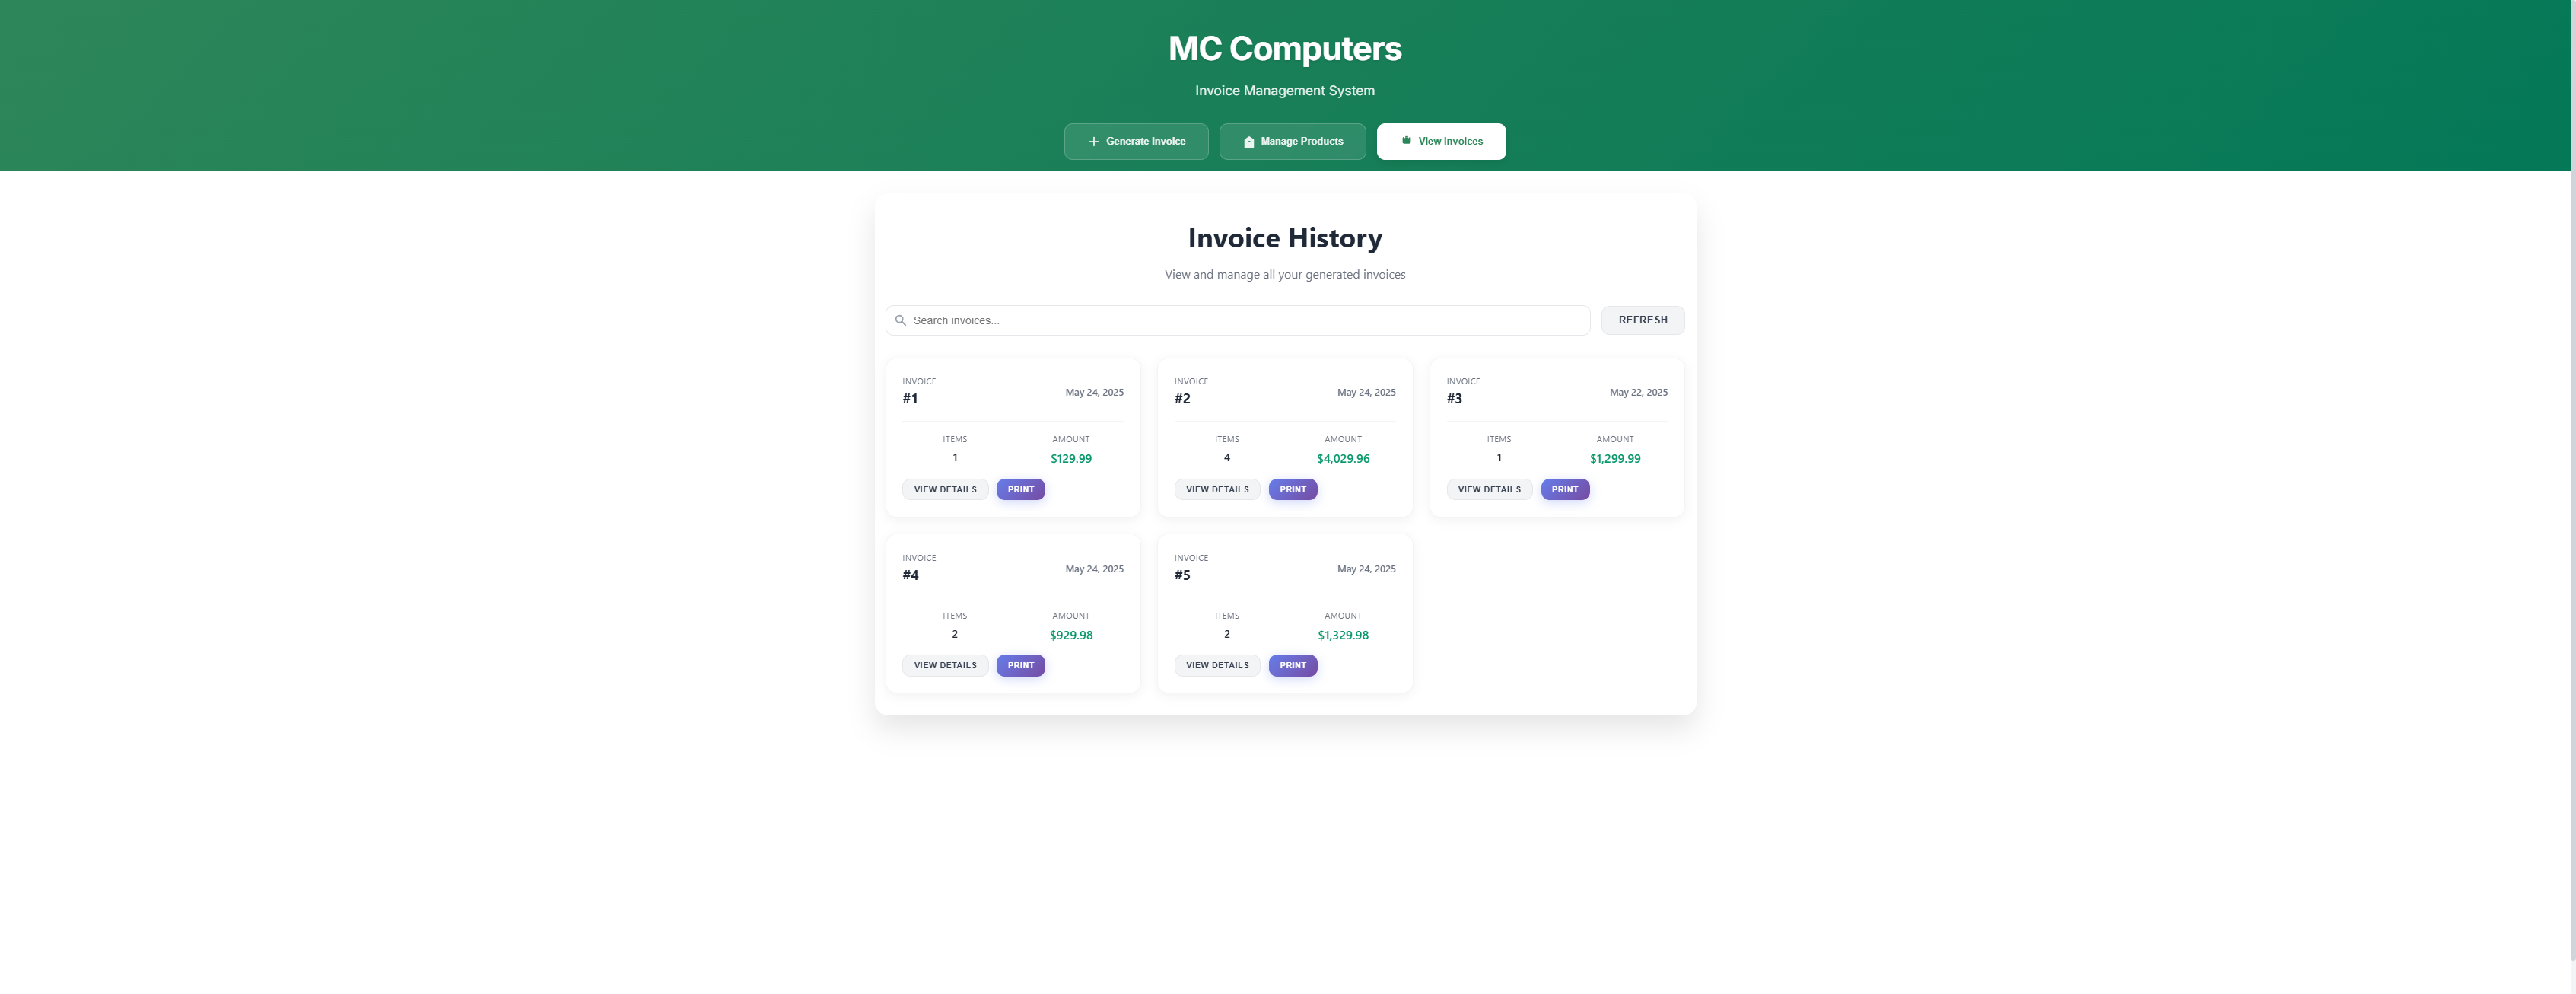 MC Computers
Invoice Management System
Generate Invoice
Manage Products
View Invoices
Invoice History
View and manage all your generated invoices
Search invoices...
REFRESH
INVOICE
#1
May 24, 2025
ITEMS
AMOUNT
1
$129.99
VIEW DETAILS
PRINT
INVOICE
#2
May 24, 2025
ITEMS
AMOUNT
4
$4,029.96
VIEW DETAILS
PRINT
INVOICE
#3
May 22, 2025
ITEMS
AMOUNT
1
$1,299.99
VIEW DETAILS
PRINT
INVOICE
#4
May 24, 2025
ITEMS
AMOUNT
2
$929.98
VIEW DETAILS
PRINT
INVOICE
#5
May 24, 2025
ITEMS
AMOUNT
2
$1,329.98
VIEW DETAILS
PRINT